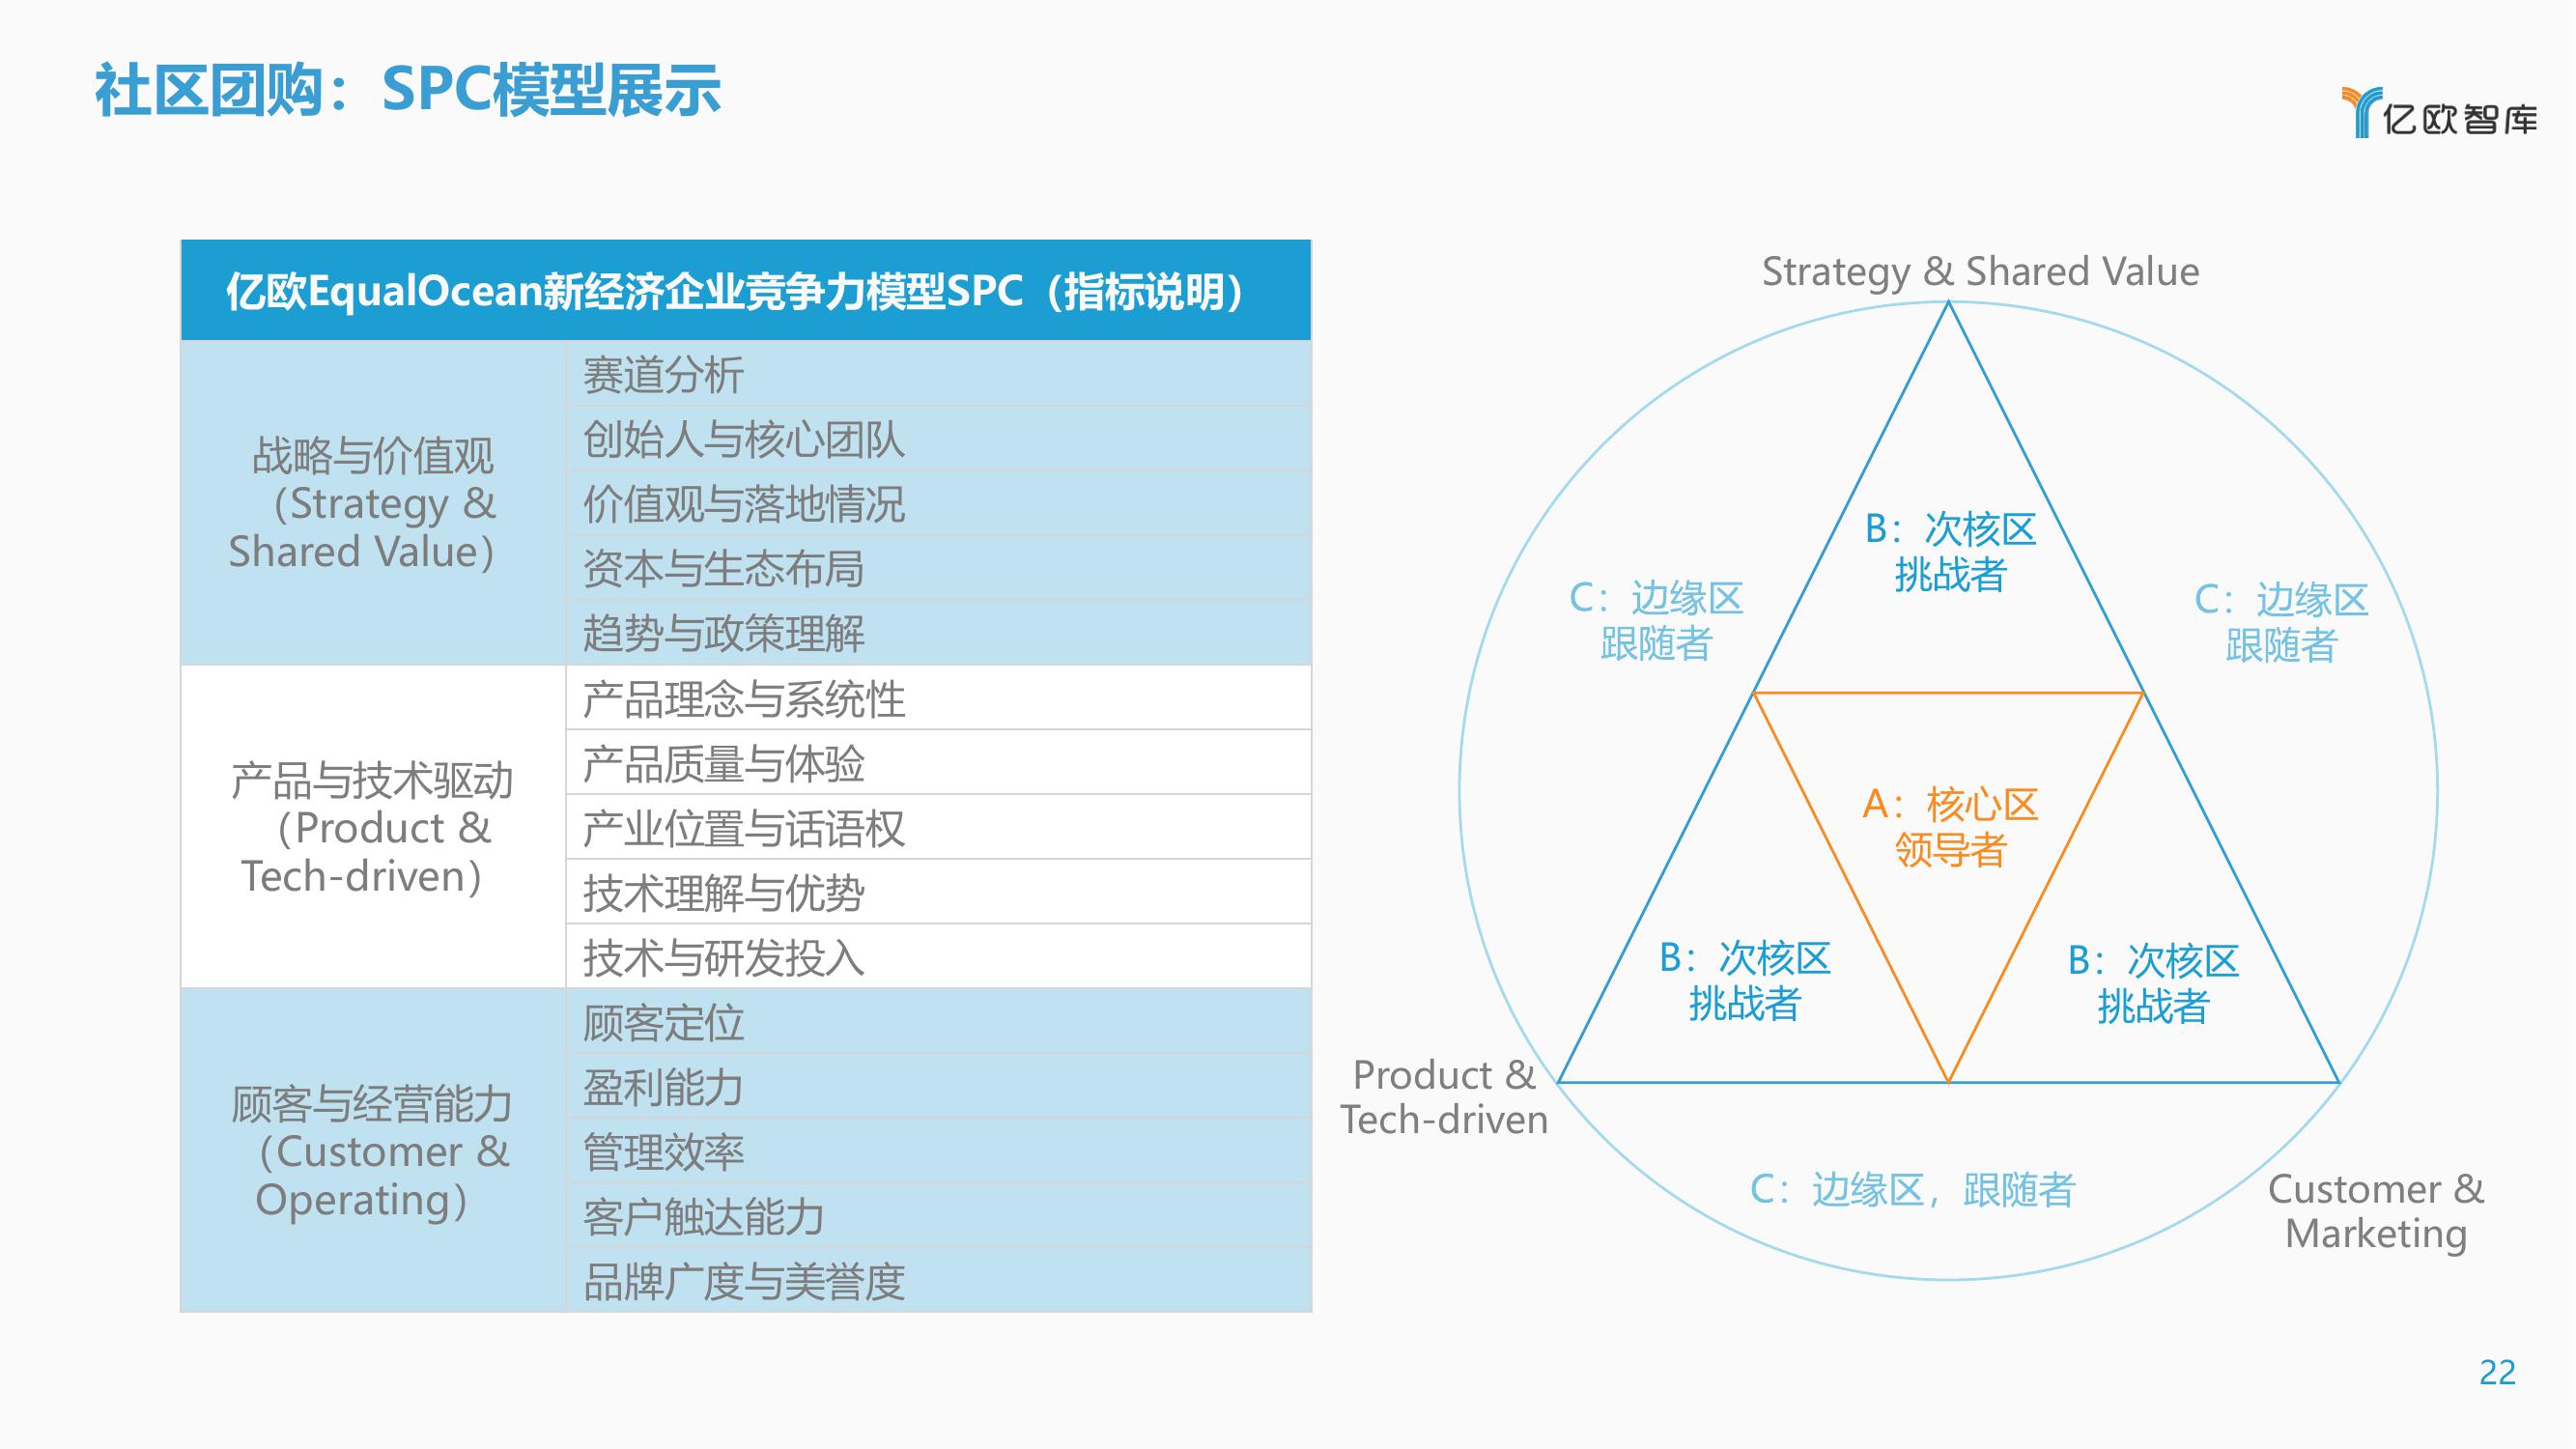 社区团购：SPC模型展示
亿欧智库
亿欧EqualOcean新经济企业竞争力模型SPC（指标说明）
战略与价值观
（Strategy &
Shared Value）
赛道分析
创始人与核心团队
价值观与落地情况
资本与生态布局
趋势与政策理解
产品与技术驱动
（Product &
Tech-driven）
产品理念与系统性
产品质量与体验
产业位置与话语权
技术理解与优势
技术与研发投入
顾客与经营能力
（Customer &
Operating）
顾客定位
盈利能力
管理效率
客户触达能力
品牌广度与美誉度
Strategy & Shared Value
B：次核区
挑战者
C：边缘区
跟随者
C：边缘区
跟随者
A：核心区
领导者
B：次核区
挑战者
B：次核区
挑战者
Product &
Tech-driven
C：边缘区，跟随者
Customer &
Marketing
22